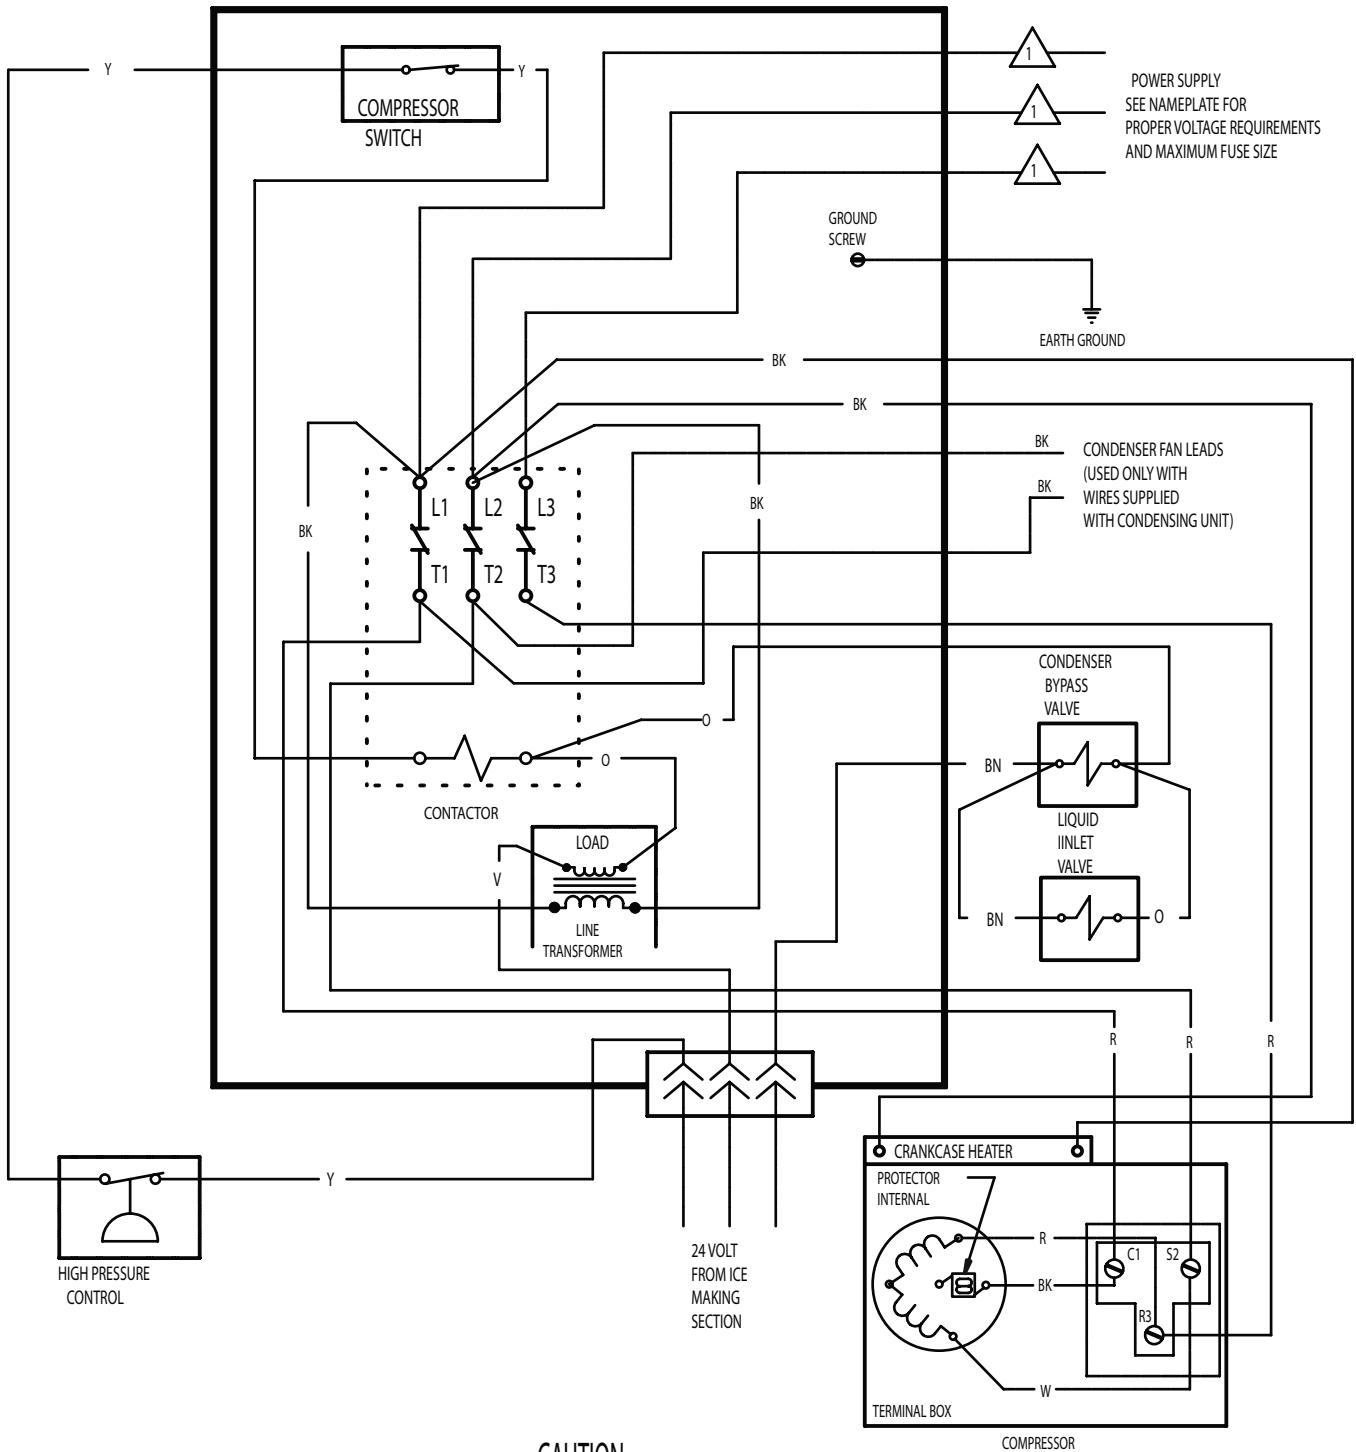 1
Y
Y
COMPRESSOR
SWITCH
POWER SUPPLY
SEE NAMEPLATE FOR
PROPER VOLTAGE REQUIREMENTS
AND MAXIMUM FUSE SIZE
1
1
GROUND
SCREW
EARTH GROUND
BK
BK
BK
CONDENSER FAN LEADS
(USED ONLY WITH
WIRES SUPPLIED
WITH CONDENSING UNIT)
BK
BK
BK
L1
L2
L3
T1
T2
T3
CONDENSER
BYPASS
VALVE
O
O
BN
CONTACTOR
LIQUID
IINLET
VALVE
LOAD
V
BN
O
LINE
TRANSFORMER
R
R
R
CRANKCASE HEATER
PROTECTOR
INTERNAL
Y
HIGH PRESSURE
CONTROL
24 VOLT
FROM ICE
MAKING
SECTION
R
BK
C1
S2
R3
W
TERMINAL BOX
COMPRESSOR
CAUTION